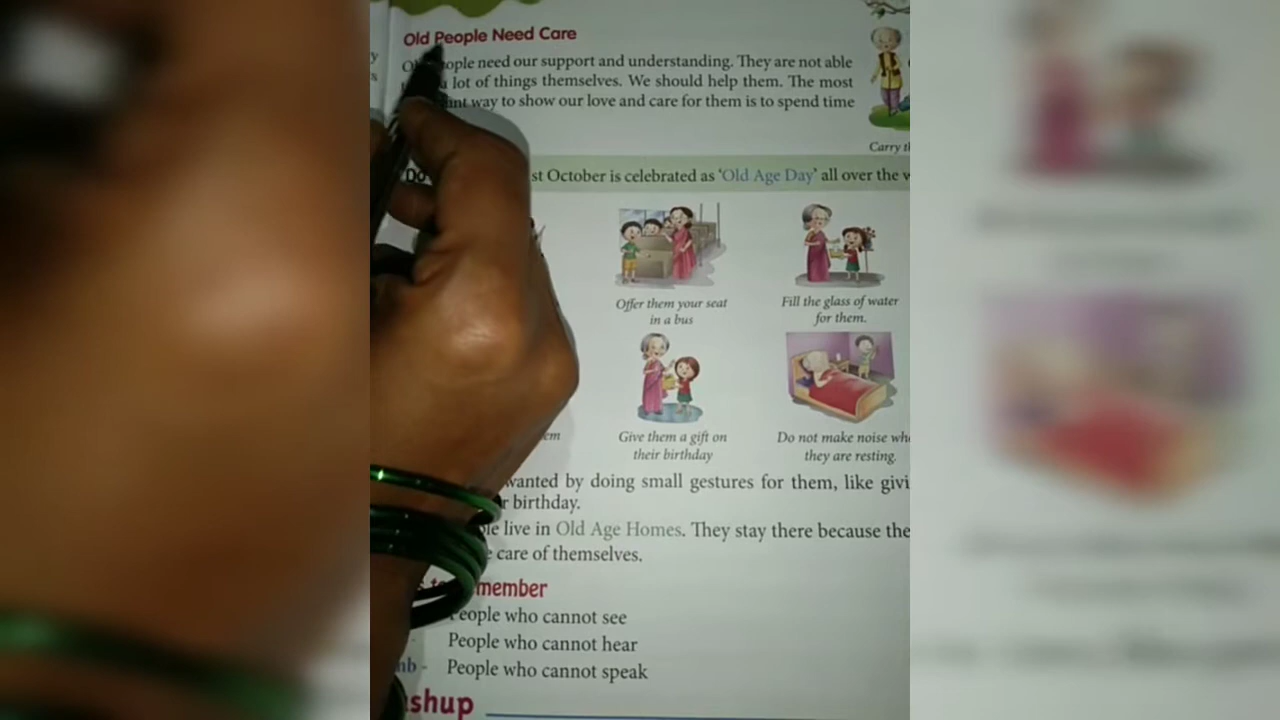 Old People Need Care
need our support and understanding. They are not able
lot of things themselves. We should help them. The most
way to show our love and care for them is to spend time
Carry
st October is celebrated as 'Old Age Day' all over the
Offer them your seat
in a bus
Fill the glass of water
for them.
Give them a gift on
their birthday
Do not make noise
they are resting.
wanted by doing small gestures for them, like
birthday.
live in Old Age Homes. They stay there because
care of themselves.
People who cannot see
People who cannot hear
People who cannot speak